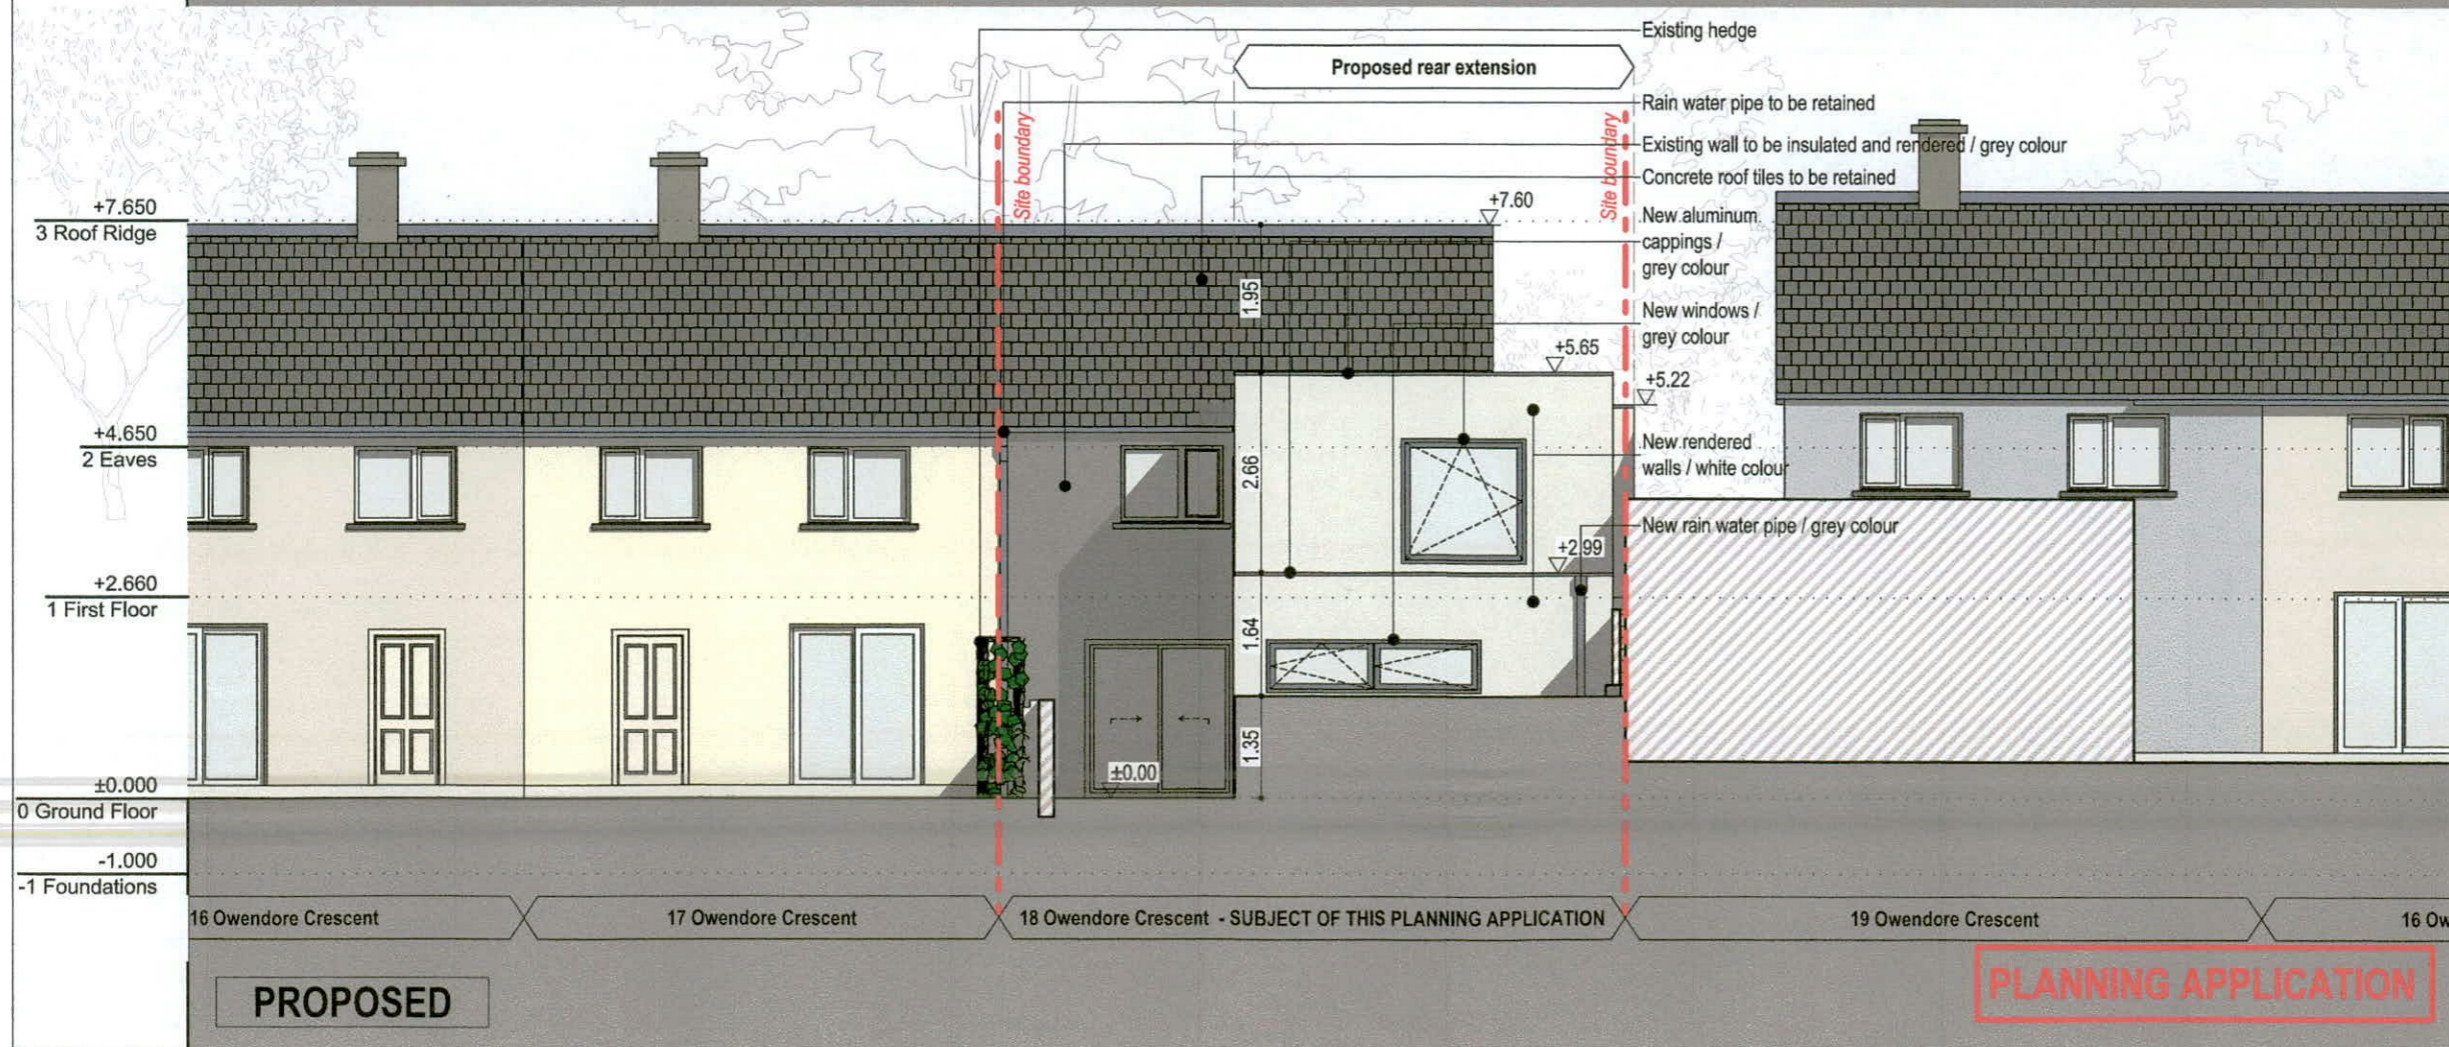 Existing hedge
Proposed rear extension
Rain water pipe to be retained
Existing wall to be insulated and rendered / grey colour
Concrete roof tiles to be retained
Site boundary
Site boundary
+7.650
3 Roof Ridge
+7.60
New aluminum
cappings /
grey colour
1.95
New windows /
grey colour
+5.65
+5.22
+4.650
2 Eaves
New rendered
walls / white colour
2.66
New rain water pipe / grey colour
+2.99
+2.660
1 First Floor
1.64
1.35
±0.00
±0.000
0 Ground Floor
-1.000
-1 Foundations
16 Owendore Crescent
17 Owendore Crescent
18 Owendore Crescent - SUBJECT OF THIS PLANNING APPLICATION
19 Owendore Crescent
16 Ow
PROPOSED
PLANNING APPLICATION